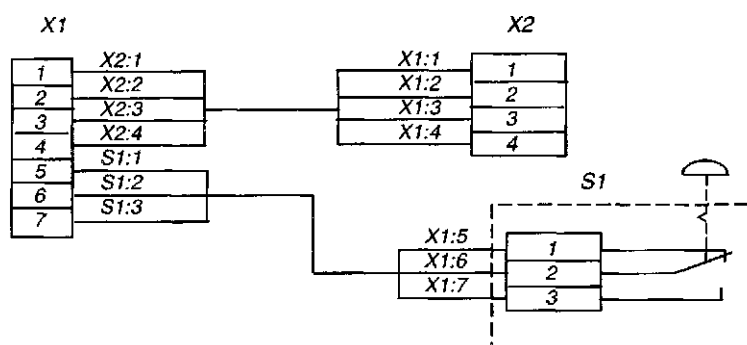 X1
1 X2:1
2 X2:2
3 X2:3
4 X2:4
5 S1:1
6 S1:2
7 S1:3
X2
X1:1 1
X1:2 2
X1:3 3
X1:4 4
S1
X1:5 1
X1:6 2
X1:7 3